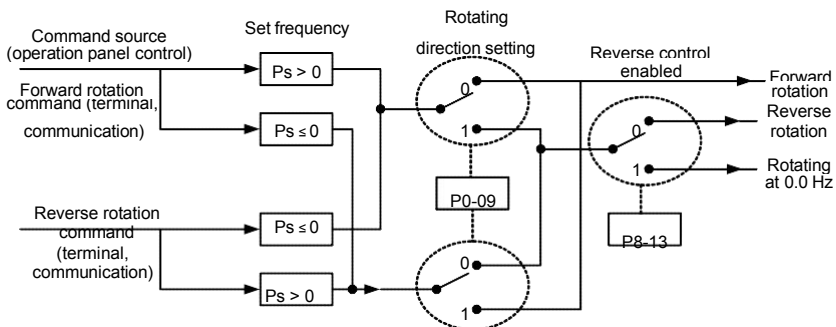 Command source
(operation panel control)
Forward rotation
command (terminal,
communication)
Reverse rotation
command
(terminal,
communication)
Set frequency
Ps > 0
Ps ≤ 0
Ps ≤ 0
Ps > 0
Rotating
direction setting
0
1
P0-09
0
1
Reverse control
enabled
0
1
P8-13
Forward
rotation
Reverse
rotation
Rotating
at 0.0 Hz